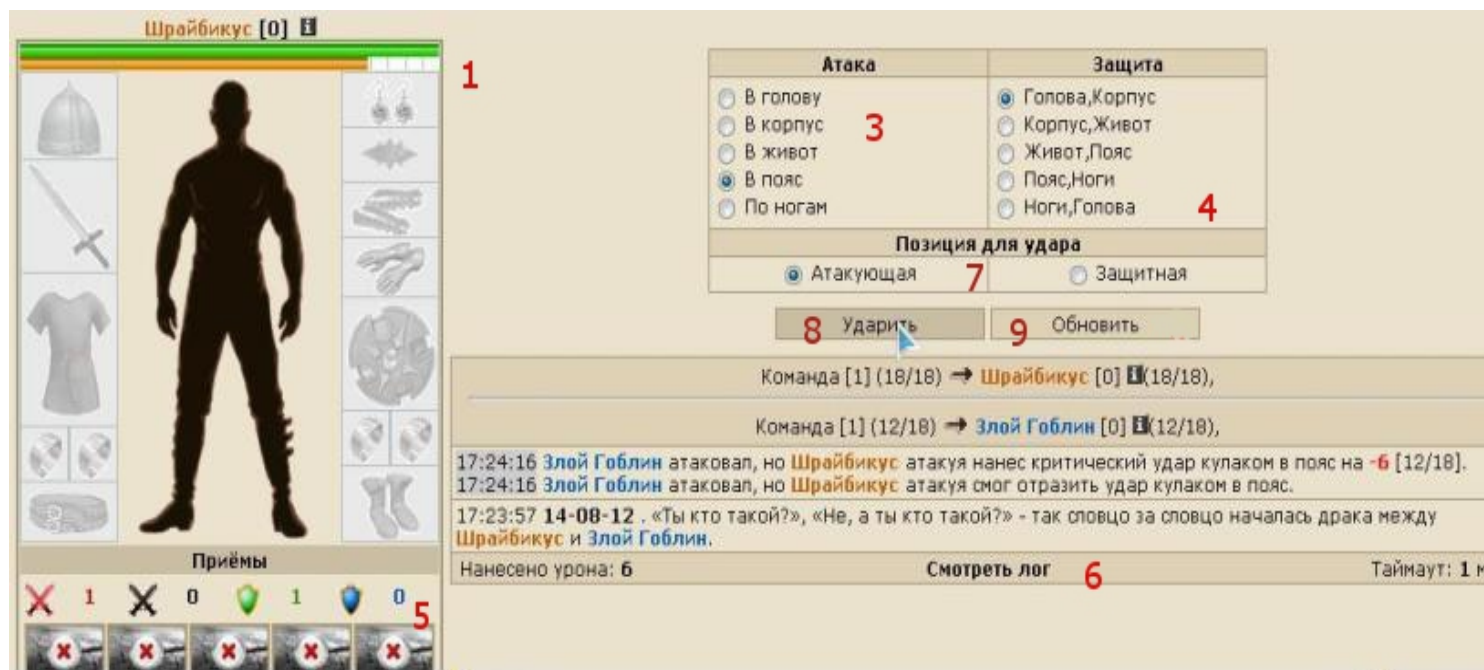 Шрайбикус [0] i
1
Атака Защита
В голову Голова,Корпус
В корпус 3 Корпус,Живот
В живот Живот,Пояс
В пояс Пояс,Ноги
По ногам Ноги,Голова 4
Позиция для удара
Атакующая 7 Защитная
8 Ударить 9 Обновить
Команда [1] (18/18) → Шрайбикус [0] i(18/18),
Команда [1] (12/18) → Злой Гоблин [0] i(12/18),
17:24:16 Злой Гоблин атаковал, но Шрайбикус атакуя нанес критический удар кулаком в пояс на -6 [12/18].
17:24:16 Злой Гоблин атаковал, но Шрайбикус атакуя смог отразить удар кулаком в пояс.
17:23:57 14-08-12 . «Ты кто такой?», «Не, а ты кто такой?» - так словцо за словцо началась драка между
Шрайбикус и Злой Гоблин.
Нанесено урона: 6 Смотреть лог 6 Таймаут: 1 м
Приёмы
1 0 1 0 5